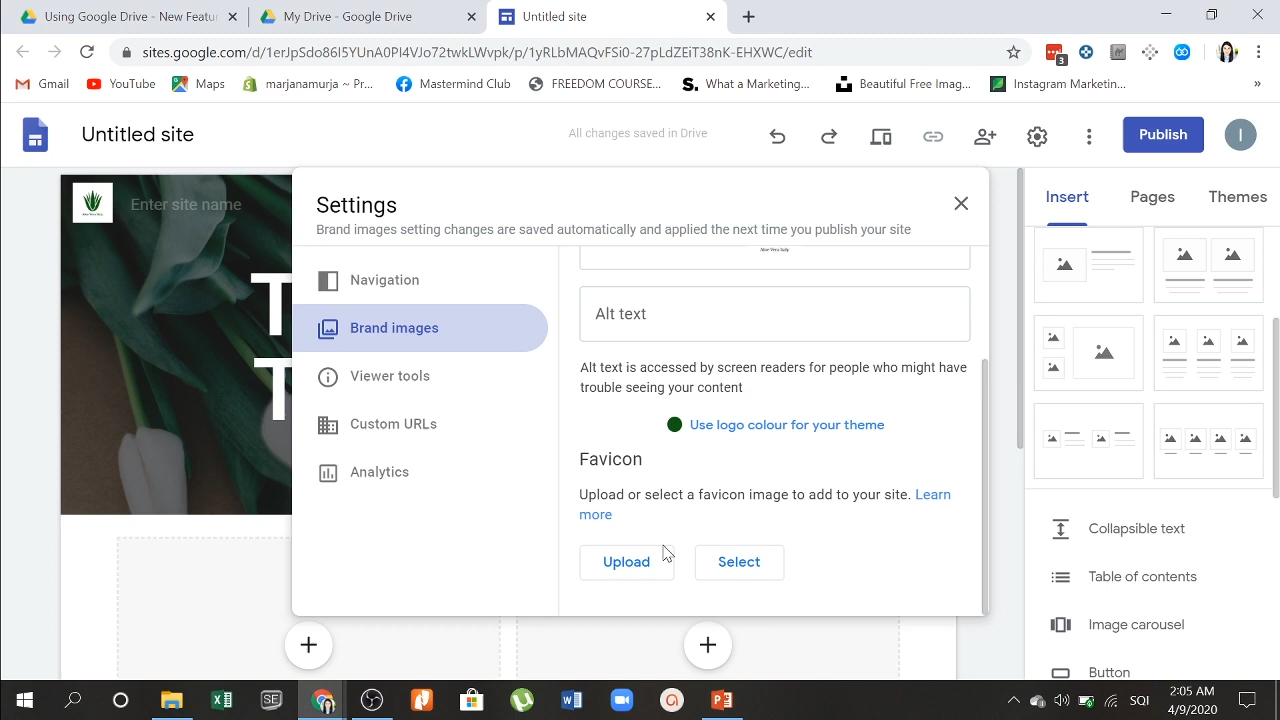 Using Google Drive - New Featur
My Drive - Google Drive
Untitled site
sites.google.com/d/1erJpSdo86I5YUnA0PI4VJo72twkLWvpk/p/1yRLbMAQvFSi0-27pLdZEiT38nK-EHXWC/edit
3
Gmail
YouTube
Maps
marjanamurja ~ Pr...
Mastermind Club
FREEDOM COURSE...
S.
What a Marketing...
Beautiful Free Imag...
Instagram Marketin...
»
Untitled site
All changes saved in Drive
Publish
I
Enter site name
T
T
Settings
Brand images setting changes are saved automatically and applied the next time you publish your site
Navigation
Brand images
Viewer tools
Custom URLs
Analytics
Alt text
Alt text is accessed by screen readers for people who might have
trouble seeing your content
Use logo colour for your theme
Favicon
Upload or select a favicon image to add to your site. Learn
more
Upload
Select
Insert
Pages
Themes
Collapsible text
Table of contents
Image carousel
Button
SE
SQI
2:05 AM
4/9/2020